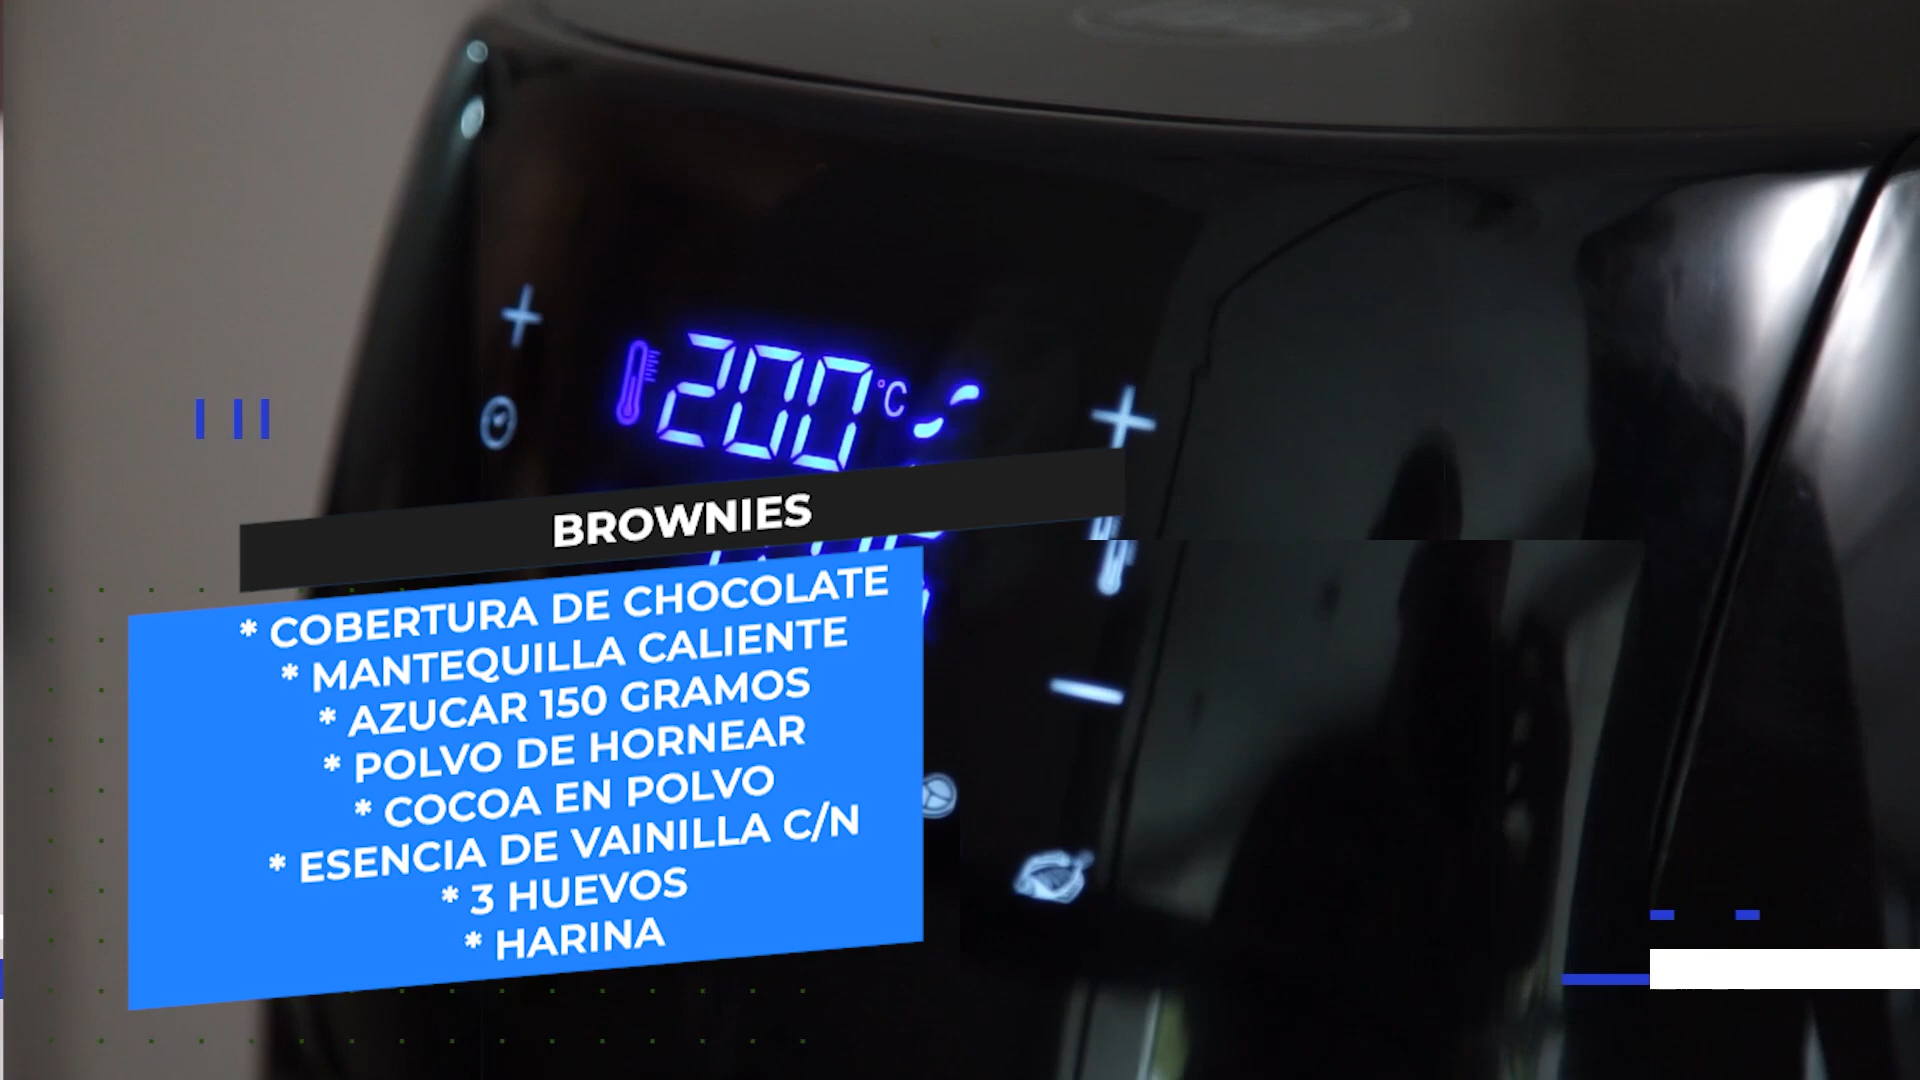 200 °C
BROWNIES
* COBERTURA DE CHOCOLATE
* MANTEQUILLA CALIENTE
* AZUCAR 150 GRAMOS
* POLVO DE HORNEAR
* COCOA EN POLVO
* ESENCIA DE VAINILLA C/N
* 3 HUEVOS
* HARINA